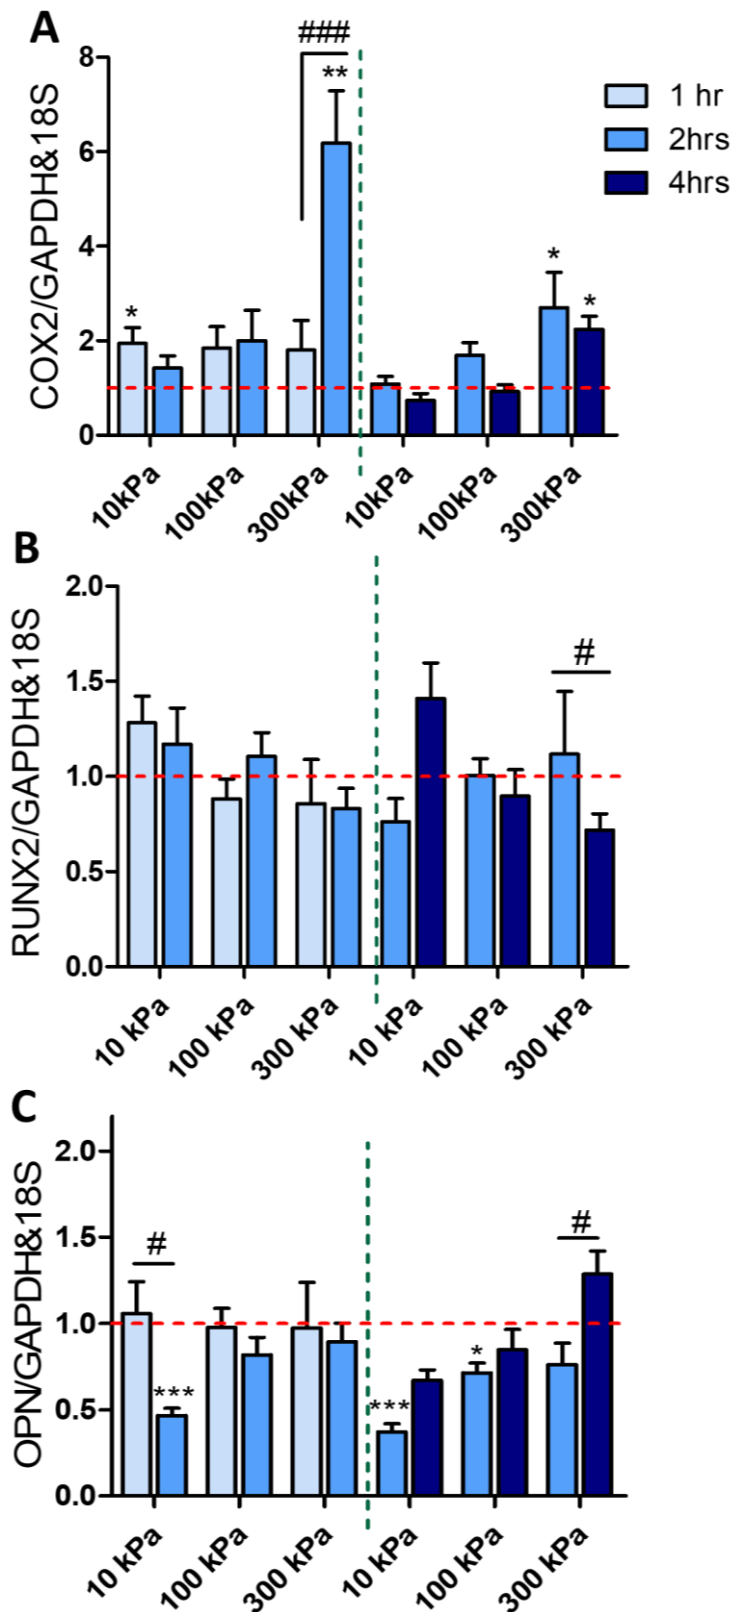 A
###
8
**
1 hr
6
2hrs
4hrs
COX2/GAPDH&18S
4
*
*
*
2
0
10kPa
100kPa
300kPa
10kPa
100kPa
300kPa
B
2.0
#
1.5
RUNX2/GAPDH&18S
1.0
0.5
0.0
10 kPa
100 kPa
300 kPa
10 kPa
100 kPa
300 kPa
C
2.0
#
#
1.5
OPN/GAPDH&18S
1.0
*
***
***
0.5
0.0
10 kPa
100 kPa
300 kPa
10 kPa
100 kPa
300 kPa